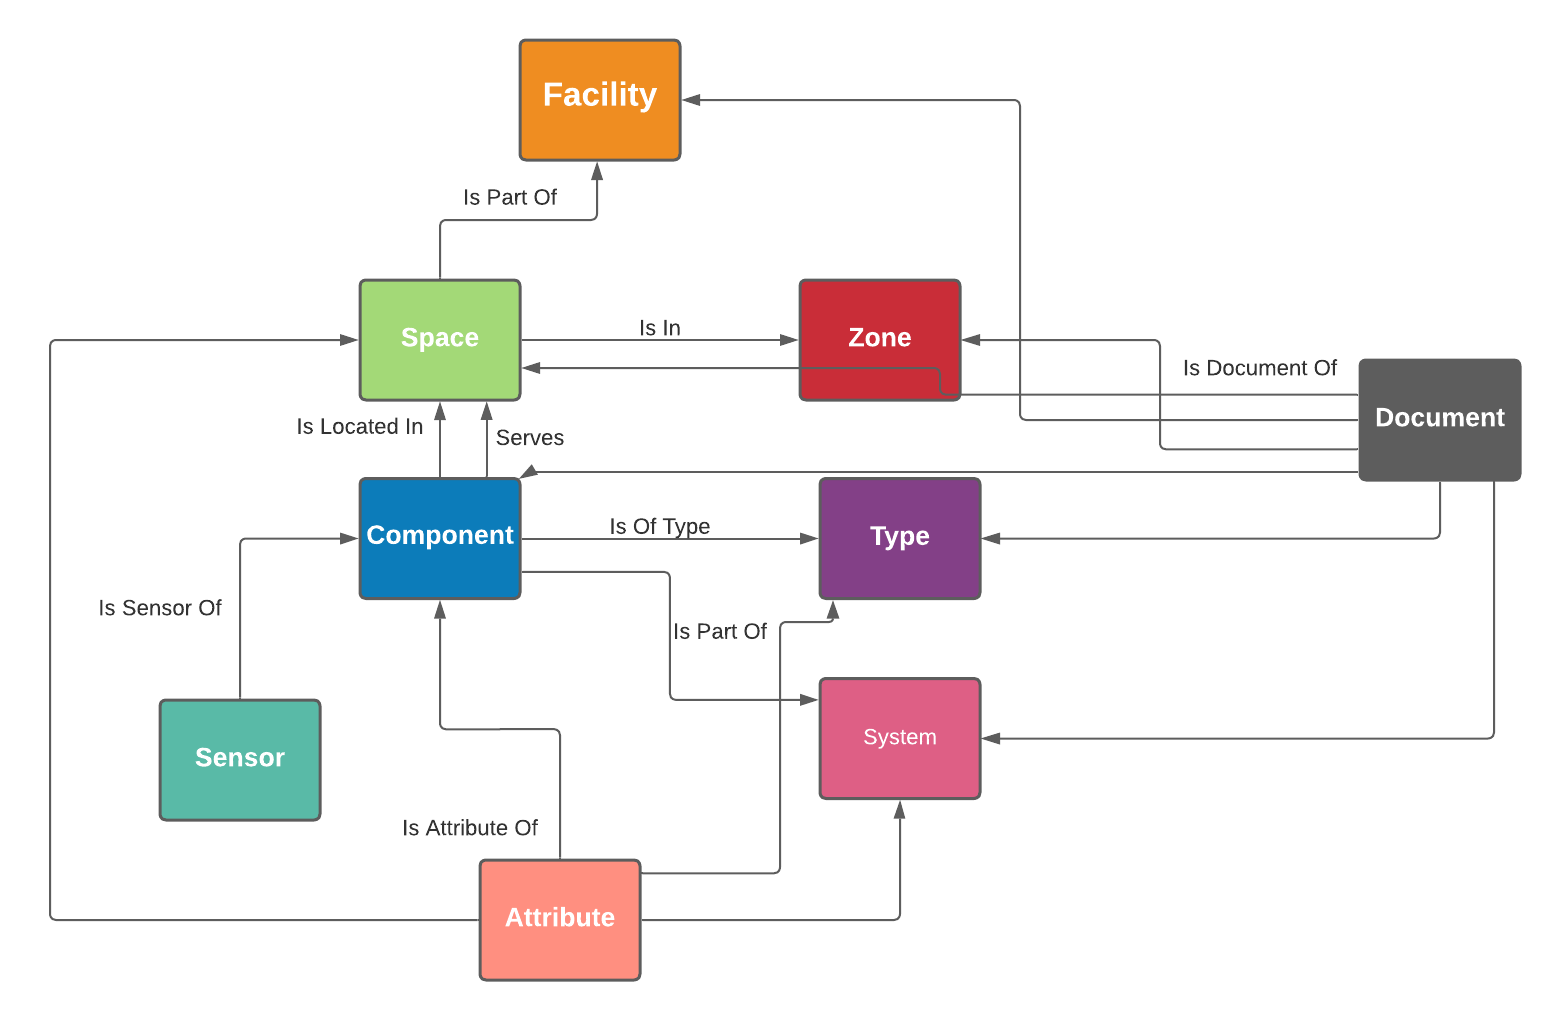 Facility
Is Part Of
Space
Is In
Zone
Is Document Of
Document
Is Located In
Serves
Component
Is Of Type
Type
Is Sensor Of
Is Part Of
Sensor
System
Is Attribute Of
Attribute